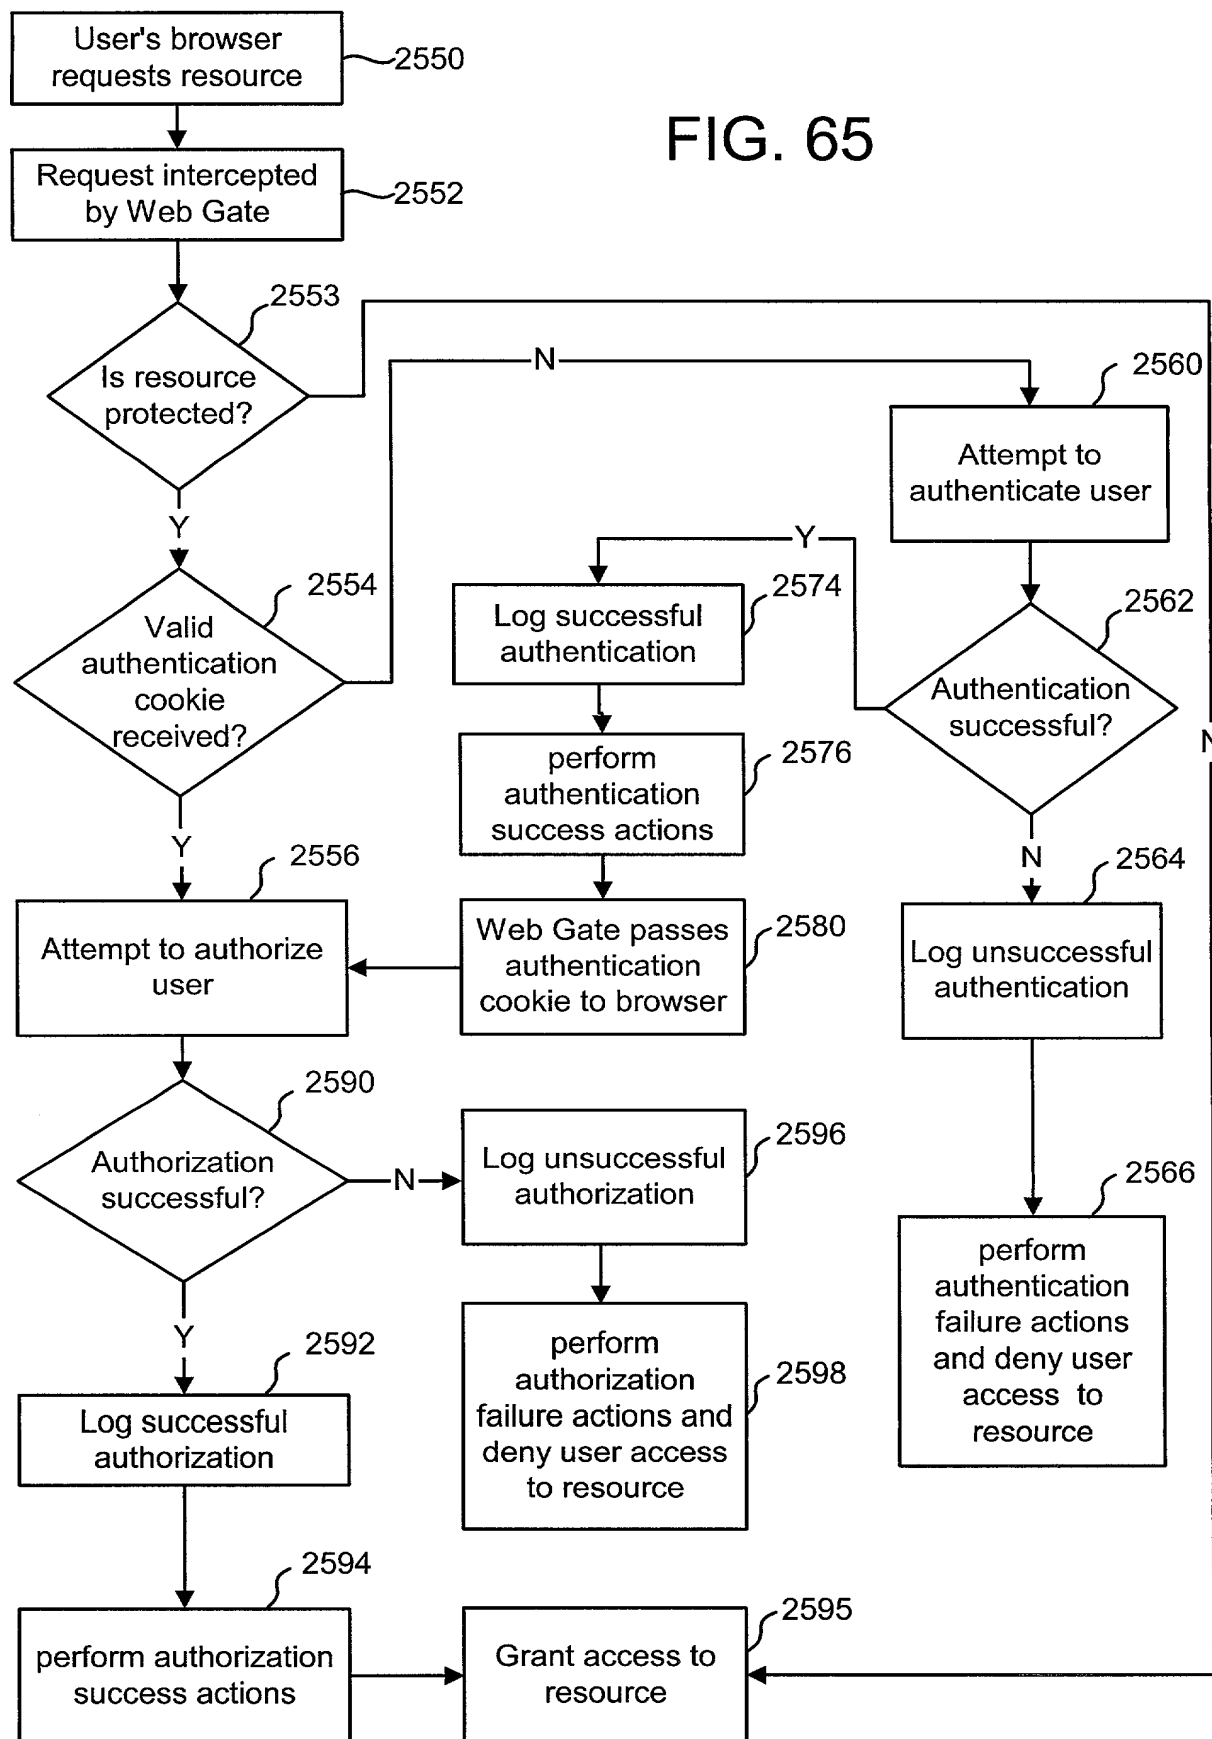 User's browser
requests resource
2550
FIG. 65
Request intercepted
by Web Gate
2552
2553
Is resource
protected?
N
2560
Attempt to
authenticate user
Y
Y
2554
Valid
authentication
cookie
received?
2574
Log successful
authentication
2562
Authentication
successful?
N
2576
perform
authentication
success actions
Y
N
2556
Attempt to authorize
user
2580
Web Gate passes
authentication
cookie to browser
2564
Log unsuccessful
authentication
2590
Authorization
successful?
N
2596
Log unsuccessful
authorization
2566
perform
authentication
failure actions
and deny user
access to
resource
Y
2592
Log successful
authorization
2598
perform
authorization
failure actions and
deny user access
to resource
2594
perform authorization
success actions
2595
Grant access to
resource